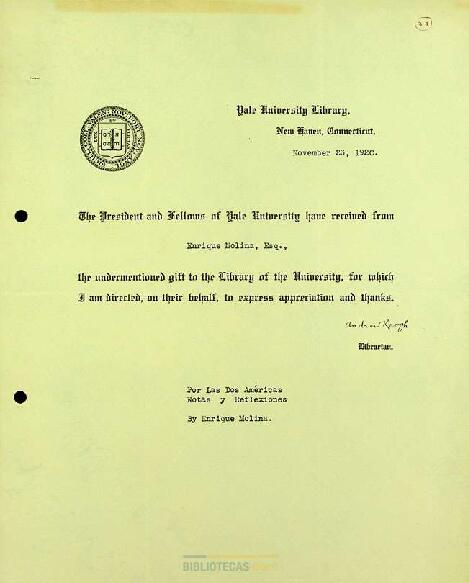 Yale University Library,
New Haven, Connecticut,
November 23,
The President and Fellows of Yale University have received from
Enrique Molina, Esq.,
the undermentioned gift to the Library of the University, for which
I am directed, on their behalf, to express appreciation and thanks.
Andrew Keogh
Librarian.
Por Las Dos Américas
Notas y Reflexiones
By Enrique Molina.
BIBLIOTECAS